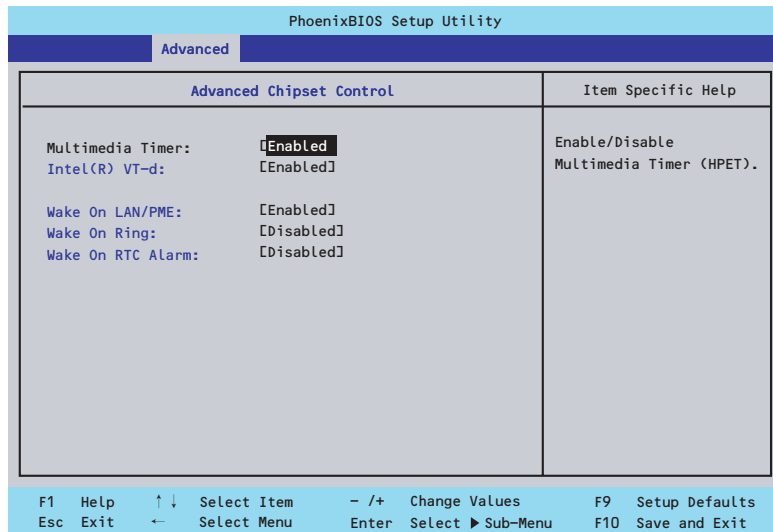 PhoenixBIOS Setup Utility
Advanced
Advanced Chipset Control
Item Specific Help
Multimedia Timer: [Enabled
Intel(R) VT-d: [Enabled]
Wake On LAN/PME: [Enabled]
Wake On Ring: [Disabled]
Wake On RTC Alarm: [Disabled]
Enable/Disable
Multimedia Timer (HPET).
F1 Help ↑↓ Select Item - /+ Change Values F9 Setup Defaults
Esc Exit ← Select Menu Enter Select ▶ Sub-Menu F10 Save and Exit